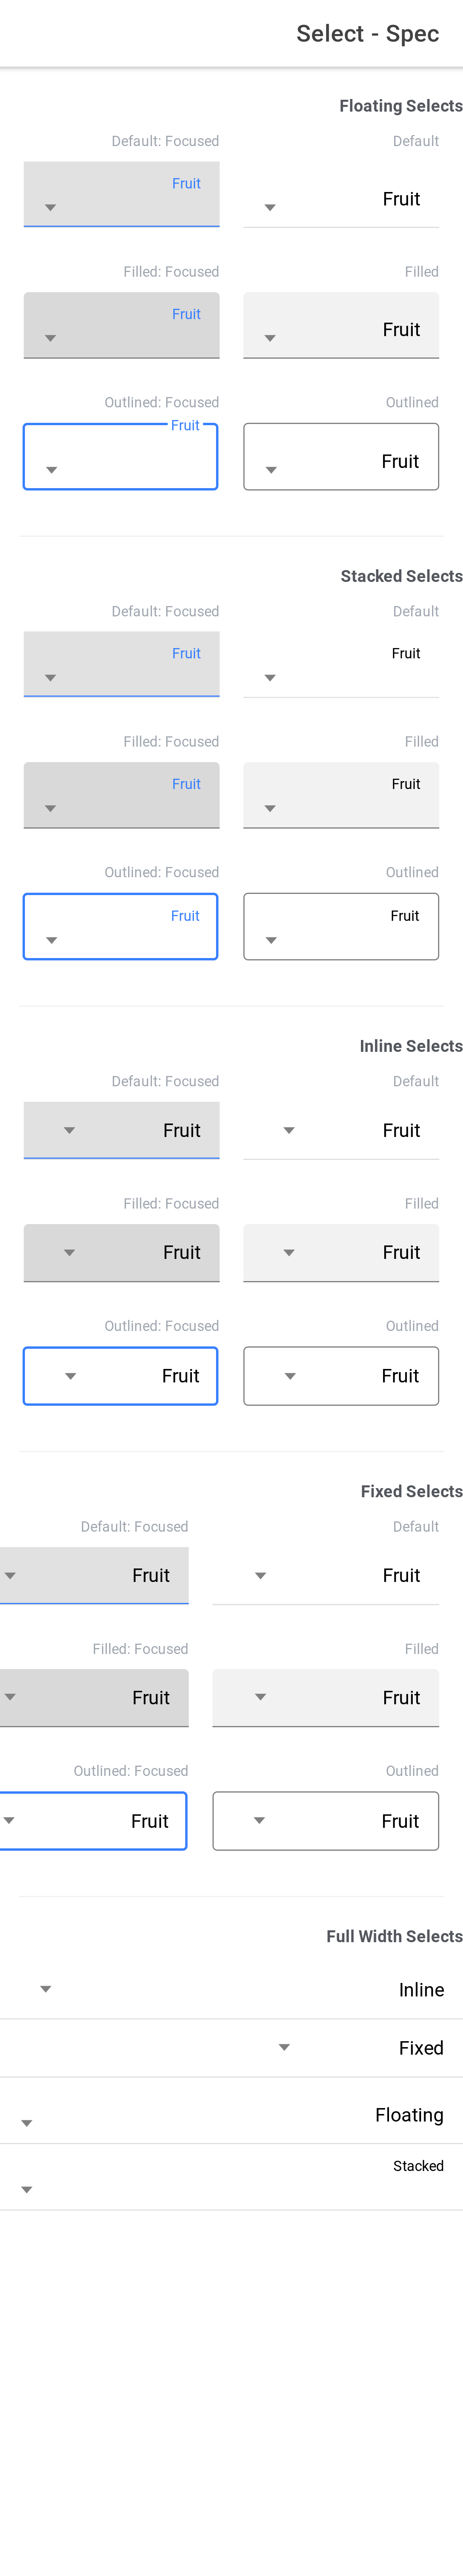 Select - Spec
Floating Selects
Default: Focused
Default
Fruit
Fruit
Filled: Focused
Filled
Fruit
Fruit
Outlined: Focused
Outlined
Fruit
Fruit
Stacked Selects
Default: Focused
Default
Fruit
Fruit
Filled: Focused
Filled
Fruit
Fruit
Outlined: Focused
Outlined
Fruit
Fruit
Inline Selects
Default: Focused
Default
Fruit
Fruit
Filled: Focused
Filled
Fruit
Fruit
Outlined: Focused
Outlined
Fruit
Fruit
Fixed Selects
Default: Focused
Default
Fruit
Fruit
Filled: Focused
Filled
Fruit
Fruit
Outlined: Focused
Outlined
Fruit
Fruit
Full Width Selects
Inline
Fixed
Floating
Stacked